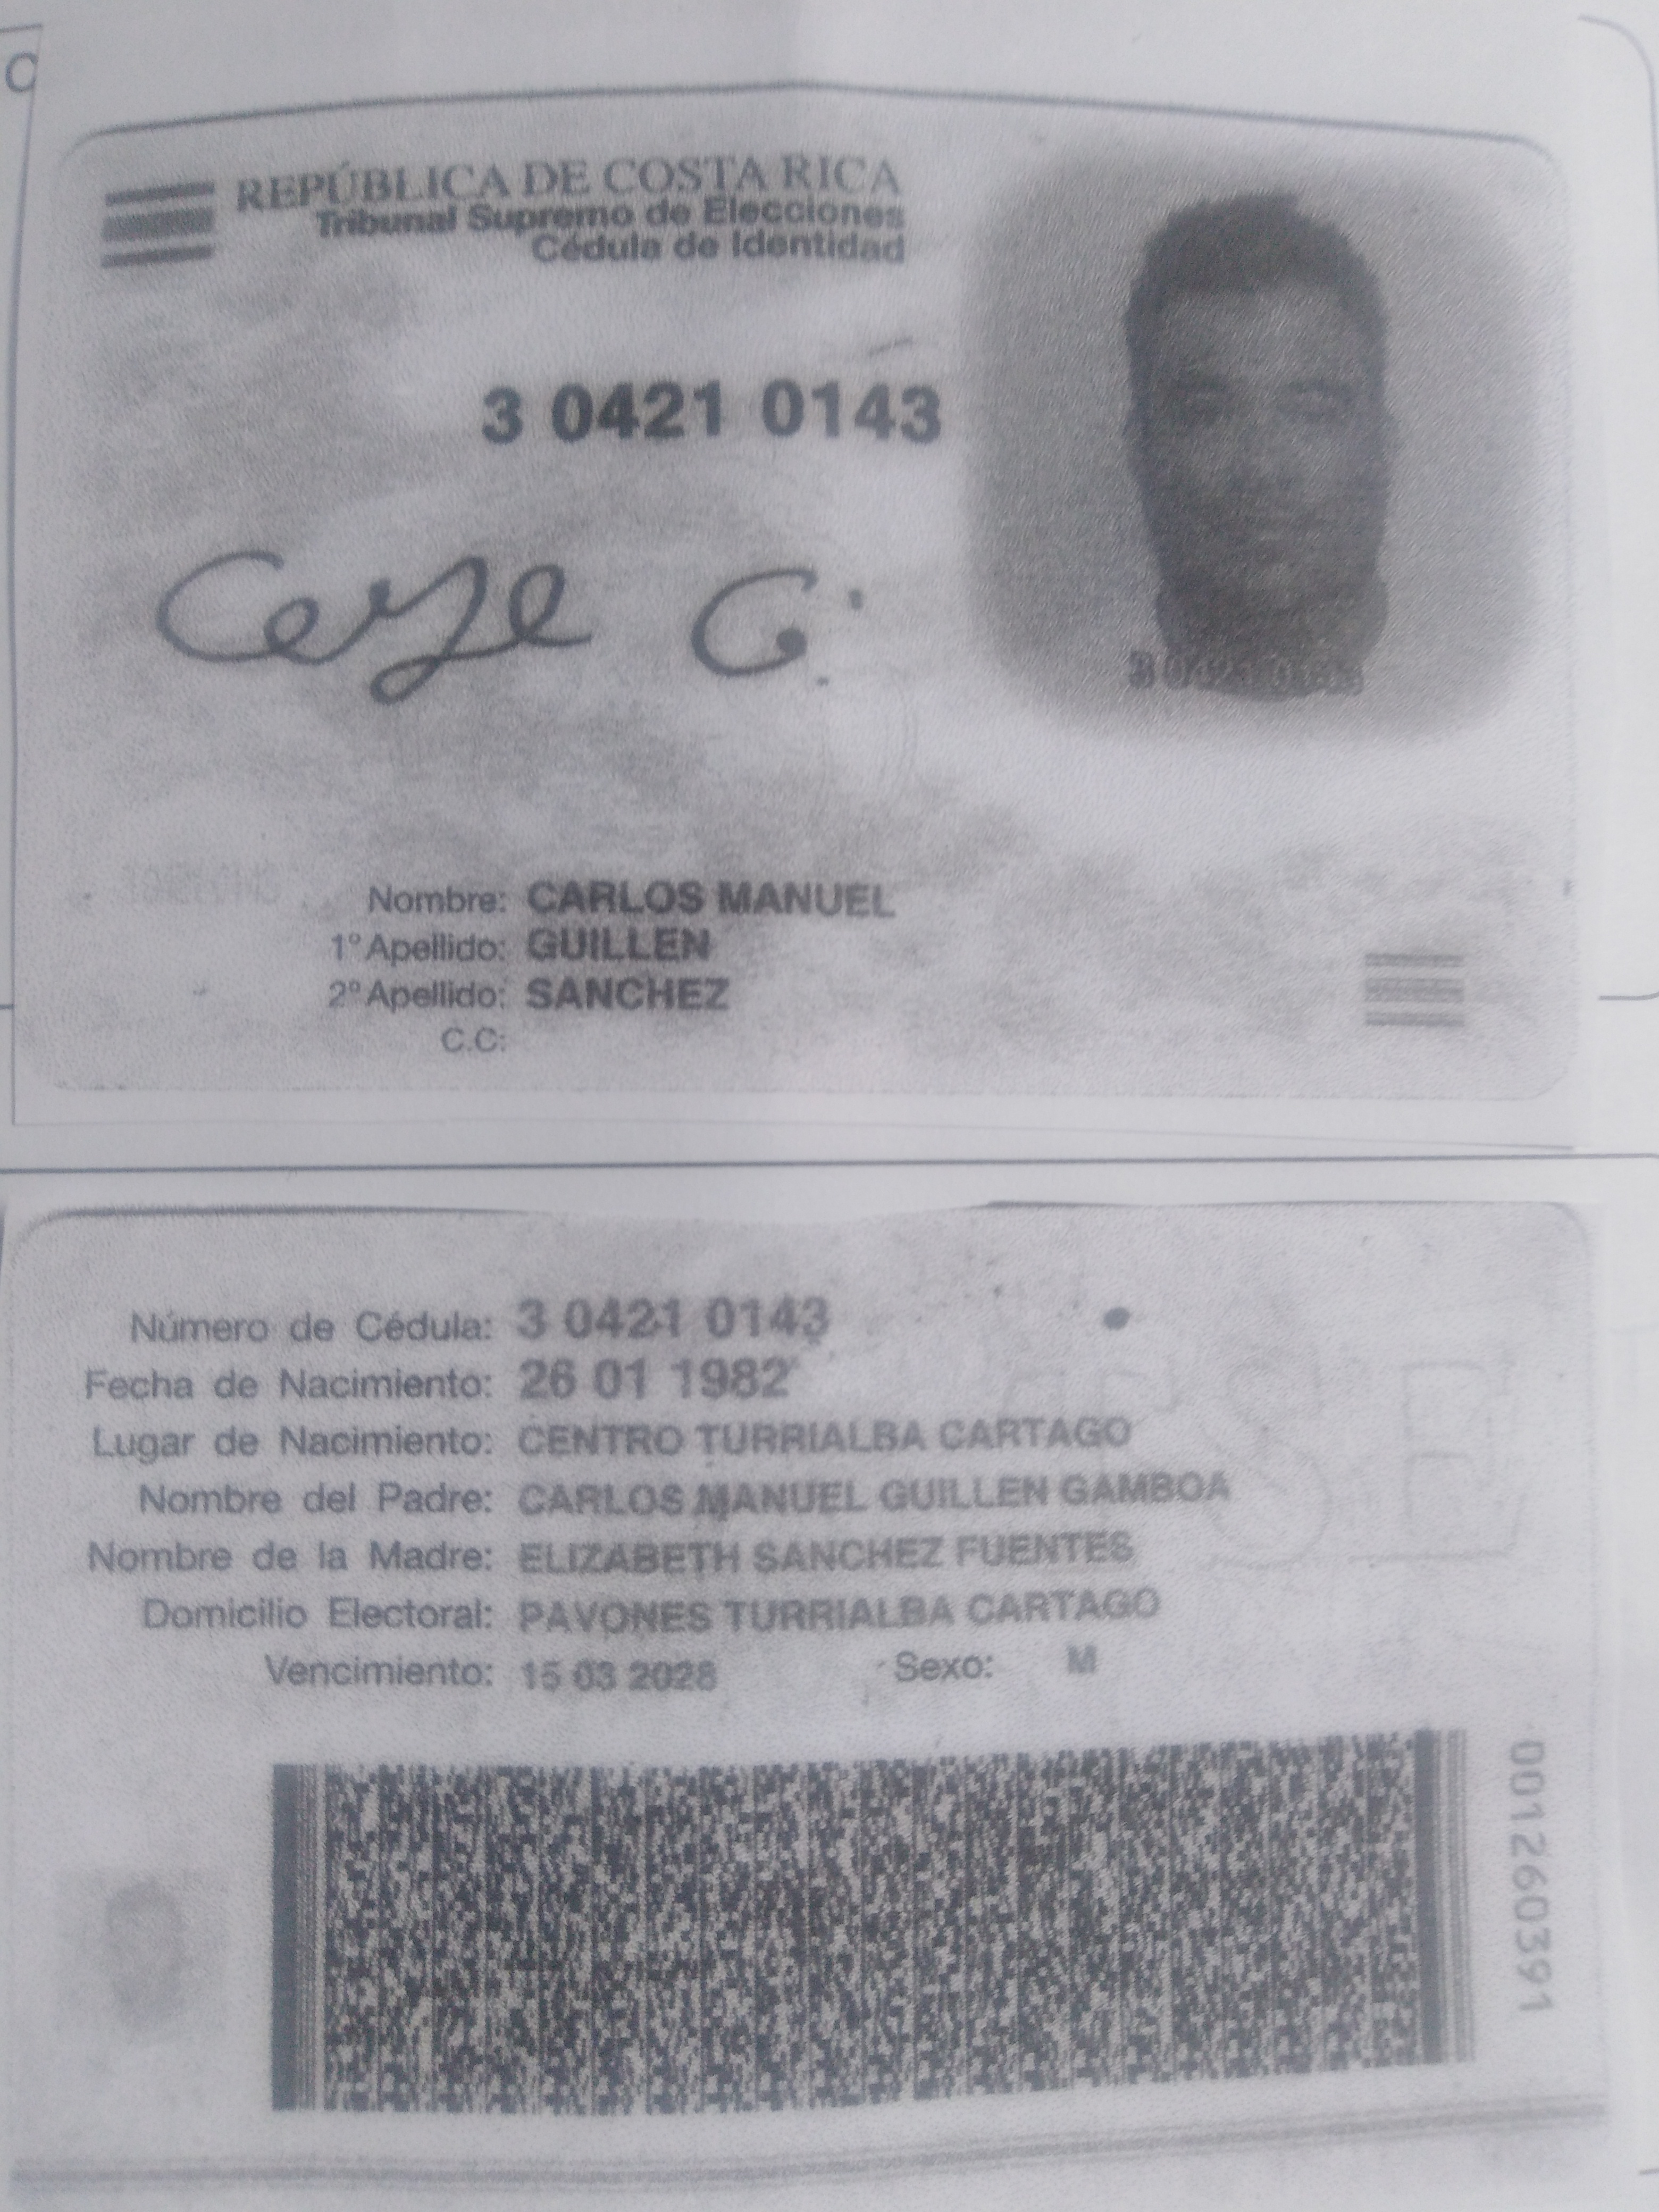 C
REPÚBLICA DE COSTA RICA
Tribunal Supremo de Elecciones
Cédula de Identidad
3 0421 0143
3 0421 0143
Nombre: CARLOS MANUEL
1° Apellido: GUILLEN
2° Apellido: SANCHEZ
C.C:
Número de Cédula: 3 0421 0143
Fecha de Nacimiento: 26 01 1982
Lugar de Nacimiento: CENTRO TURRIALBA CARTAGO
Nombre del Padre: CARLOS MANUEL GUILLEN GAMBOA
Nombre de la Madre: ELIZABETH SANCHEZ FUENTES
Domicilio Electoral: PAVONES TURRIALBA CARTAGO
Vencimiento: 15 03 2028 Sexo: M
001260391